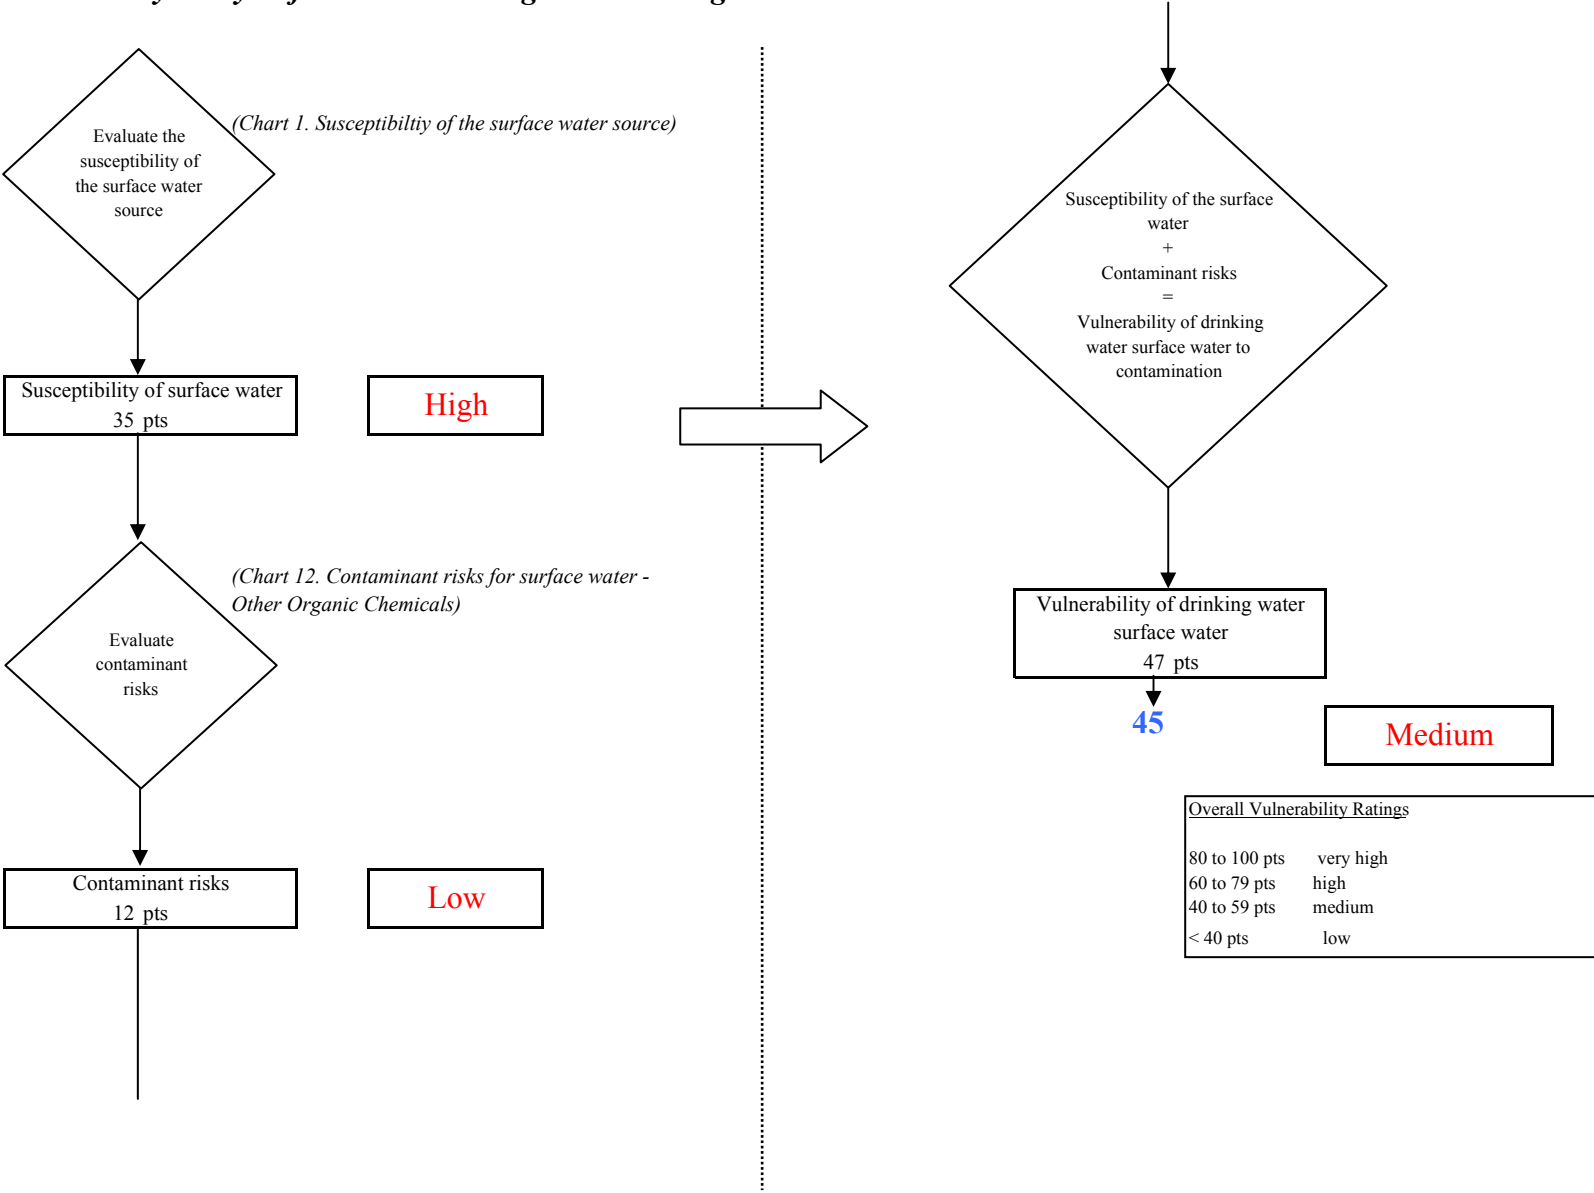 Evaluate the
susceptibility of
the surface water
source
(Chart 1. Susceptibiltiy of the surface water source)
Susceptibility of surface water
35 pts
High
(Chart 12. Contaminant risks for surface water -
Other Organic Chemicals)
Evaluate
contaminant
risks
Contaminant risks
12 pts
Low
Susceptibility of the surface
water
+
Contaminant risks
=
Vulnerability of drinking
water surface water to
contamination
Vulnerability of drinking water
surface water
47 pts
45
Medium
Overall Vulnerability Ratings
80 to 100 pts very high
60 to 79 pts high
40 to 59 pts medium
< 40 pts low